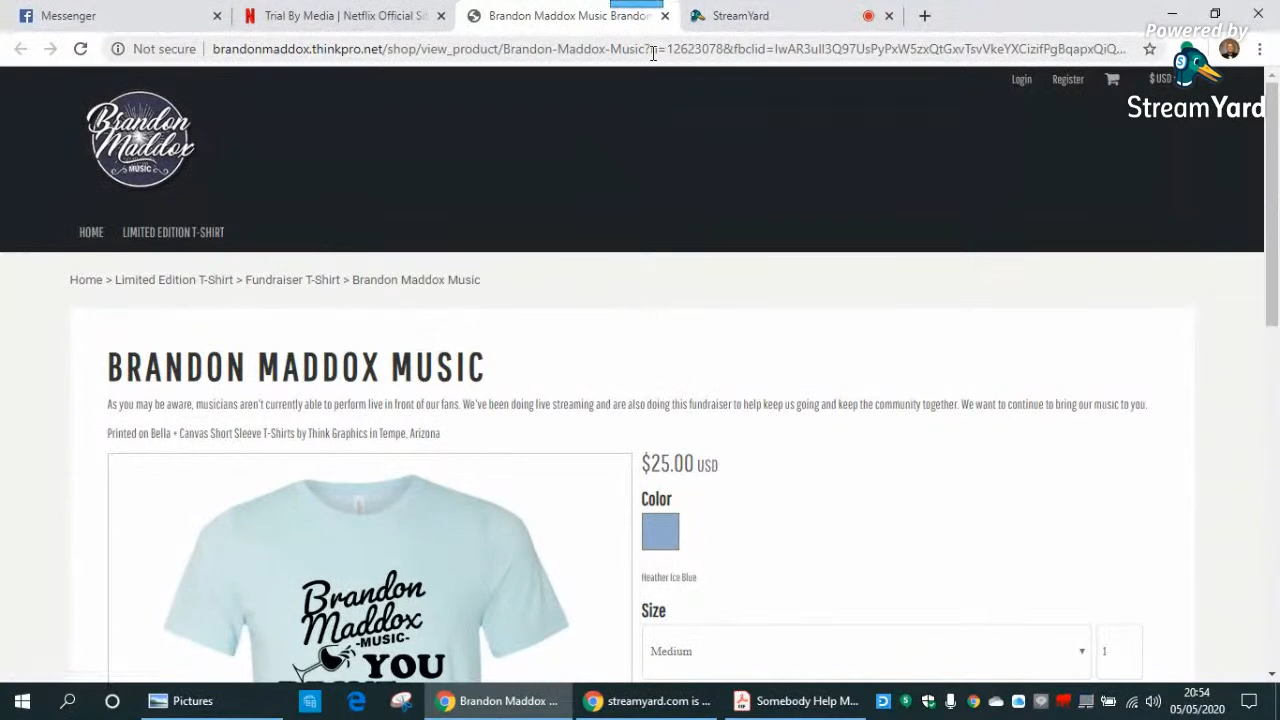 Messenger
Trial By Media | Netflix Official Si
Brandon Maddox Music Brandon
StreamYard
Powered by
StreamYard
Not secure
brandonmaddox.thinkpro.net/shop/view_product/Brandon-Maddox-Music?
Login
Register
$ USD
Brandon
Maddox
MUSIC
HOME
LIMITED EDITION T-SHIRT
Home > Limited Edition T-Shirt > Fundraiser T-Shirt > Brandon Maddox Music
BRANDON MADDOX MUSIC
As you may be aware, musicians aren't currently able to perform live in front of our fans. We've been doing live streaming and are also doing this fundraiser to help keep us going and keep the community together. We want to continue to bring our music to you.
Printed on Bella + Canvas Short Sleeve T-Shirts by Think Graphics in Tempe, Arizona
$25.00 USD
Color
Heather Ice Blue
Size
Medium
1
Brandon
Maddox
-MUSIC-
YOU
Pictures
Brandon Maddox ...
streamyard.com is ...
Somebody Help M...
20:54
05/05/2020